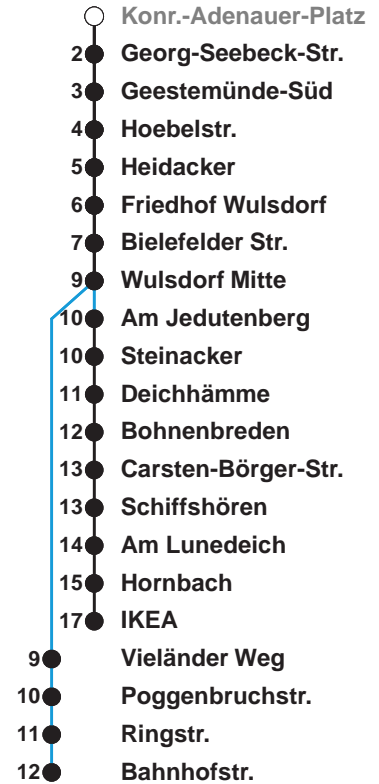 Konr.-Adenauer-Platz
2 Georg-Seebeck-Str.
3 Geestemünde-Süd
4 Hoebelstr.
5 Heidacker
6 Friedhof Wulsdorf
7 Bielefelder Str.
9 Wulsdorf Mitte
10 Am Jedutenberg
10 Steinacker
11 Deichhämme
12 Bohnenbreden
13 Carsten-Börger-Str.
13 Schiffshören
14 Am Lunedeich
15 Hornbach
17 IKEA
9 Vieländer Weg
10 Poggenbruchstr.
11 Ringstr.
12 Bahnhofstr.